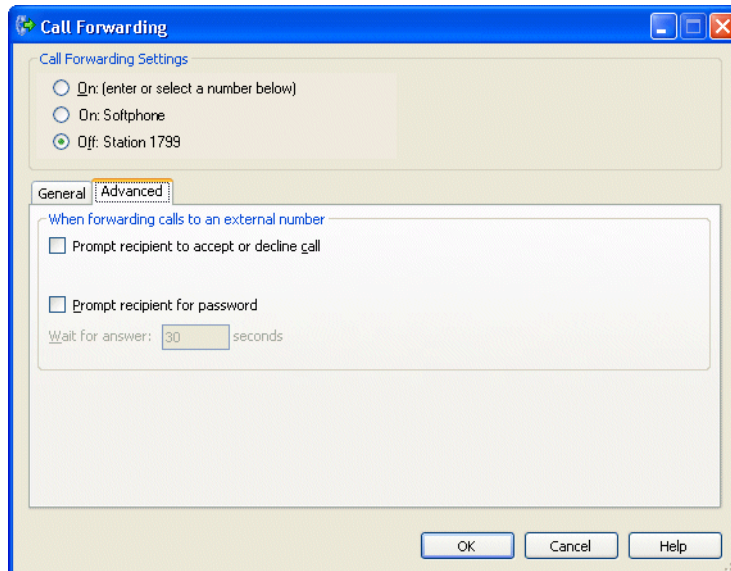 Call Forwarding
Call Forwarding Settings
On: (enter or select a number below)
On: Softphone
Off: Station 1799
General Advanced
When forwarding calls to an external number
Prompt recipient to accept or decline call
Prompt recipient for password
Wait for answer: 30 seconds
OK Cancel Help